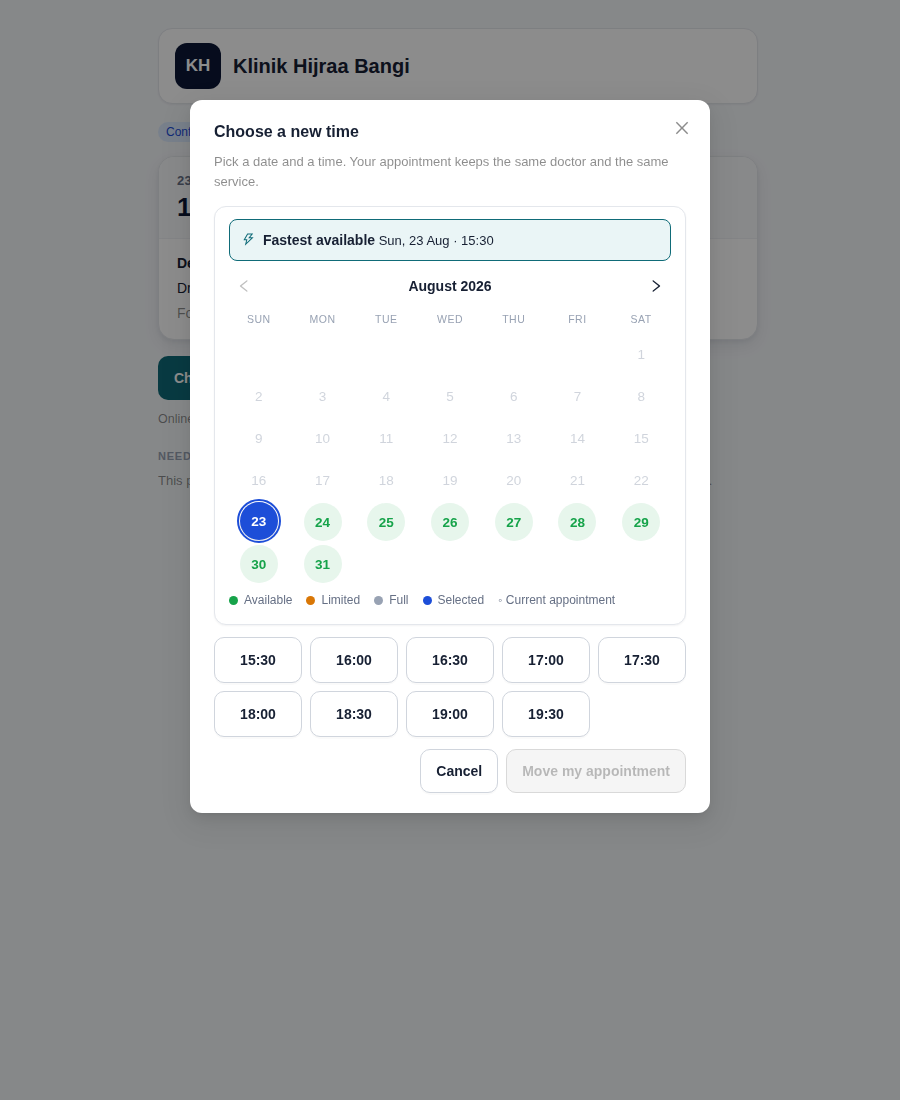 KH
Klinik Hijraa Bangi
Choose a new time
Pick a date and a time. Your appointment keeps the same doctor and the same
service.
Fastest available Sun, 23 Aug · 15:30
August 2026
SUN MON TUE WED THU FRI SAT
1
2 3 4 5 6 7 8
9 10 11 12 13 14 15
16 17 18 19 20 21 22
23 24 25 26 27 28 29
30 31
Available Limited Full Selected Current appointment
15:30 16:00 16:30 17:00 17:30
18:00 18:30 19:00 19:30
Cancel Move my appointment
23
Online
NEED
This